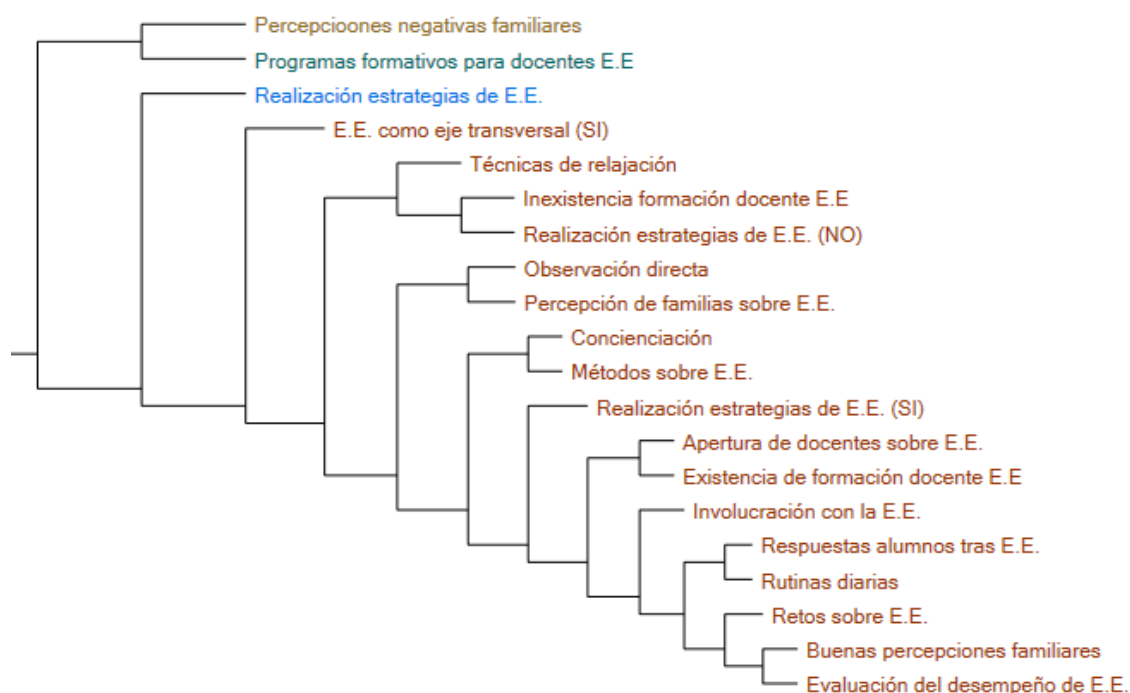 Percepcioones negativas familiares
Programas formativos para docentes E.E
Realización estrategias de E.E.
E.E. como eje transversal (SI)
Técnicas de relajación
Inexistencia formación docente E.E
Realización estrategias de E.E. (NO)
Observación directa
Percepción de familias sobre E.E.
Concienciación
Métodos sobre E.E.
Realización estrategias de E.E. (SI)
Apertura de docentes sobre E.E.
Existencia de formación docente E.E
Involucración con la E.E.
Respuestas alumnos tras E.E.
Rutinas diarias
Retos sobre E.E.
Buenas percepciones familiares
Evaluación del desempeño de E.E.